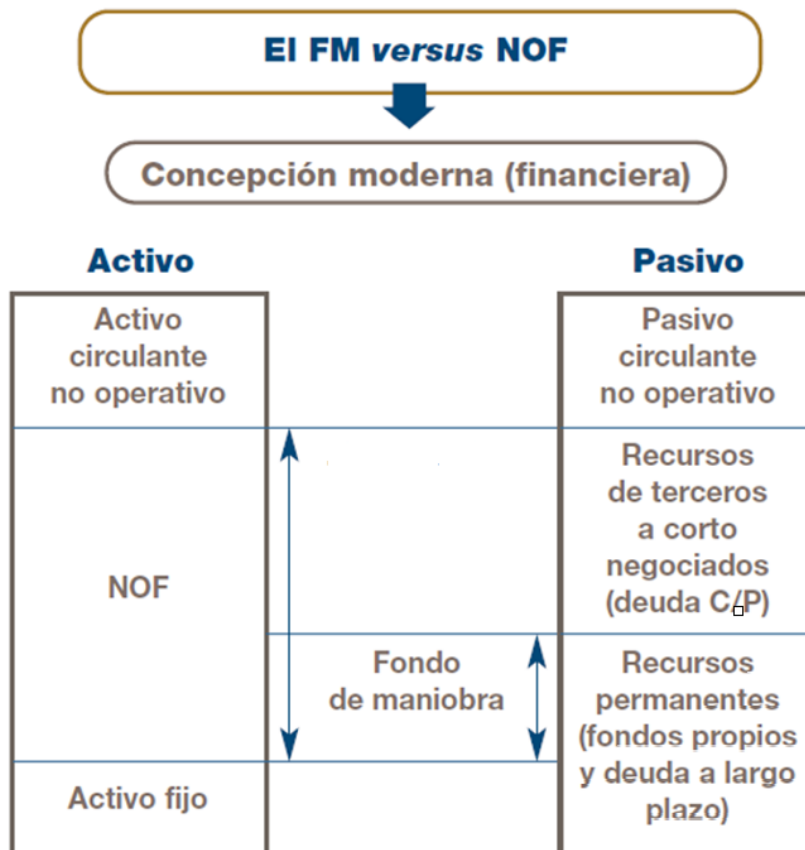 El FM versus NOF
Concepción moderna (financiera)
Activo
Pasivo
Activo
circulante
no operativo
Pasivo
circulante
no operativo
NOF
Recursos
de terceros
a corto
negociados
(deuda C/P)
Fondo
de maniobra
Recursos
permanentes
(fondos propios
y deuda a largo
plazo)
Activo fijo